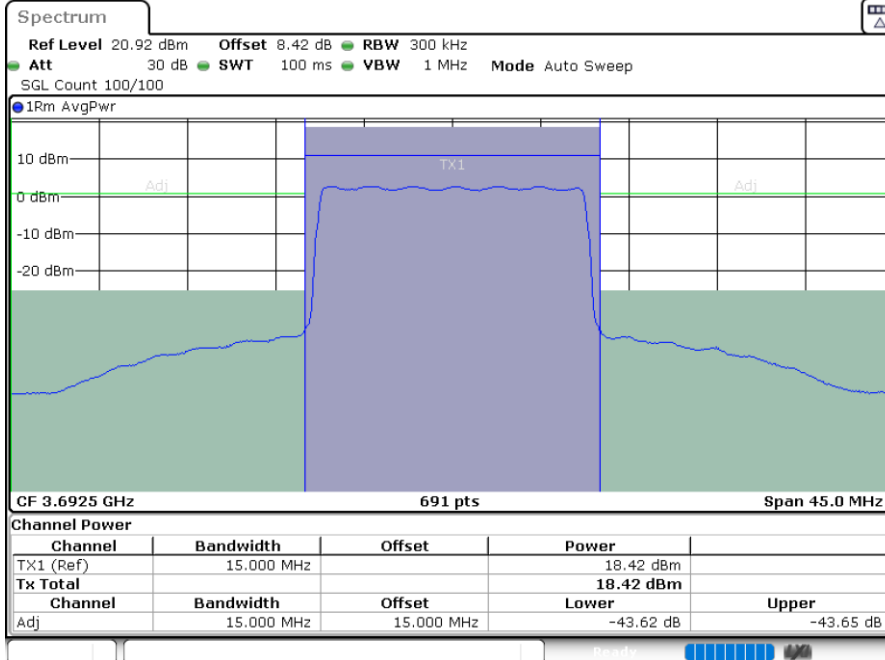 Spectrum
Ref Level 20.92 dBm Offset 8.42 dB RBW 300 kHz
Att 30 dB SWT 100 ms VBW 1 MHz Mode Auto Sweep
SGL Count 100/100
1Rm AvgPwr
10 dBm
TX1
Adj
Adj
0 dBm
-10 dBm
-20 dBm
CF 3.6925 GHz 691 pts Span 45.0 MHz
Channel Power
Channel Bandwidth Offset Power
TX1 (Ref) 15.000 MHz 18.42 dBm
Tx Total 18.42 dBm
Channel Bandwidth Offset Lower Upper
Adj 15.000 MHz 15.000 MHz -43.62 dB -43.65 dB
Ready